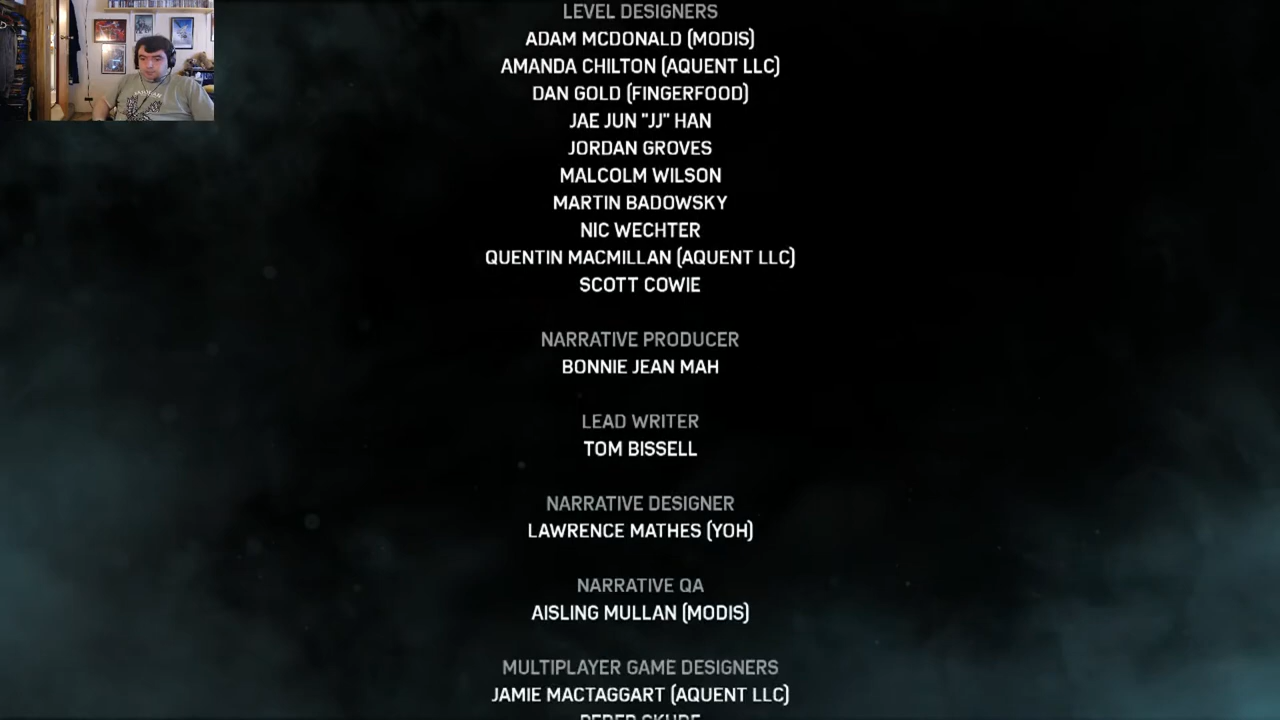 LEVEL DESIGNERS
ADAM MCDONALD (MODIS)
AMANDA CHILTON (AQUENT LLC)
DAN GOLD (FINGERFOOD)
JAE JUN "JJ" HAN
JORDAN GROVES
MALCOLM WILSON
MARTIN BADOWSKY
NIC WECHTER
QUENTIN MACMILLAN (AQUENT LLC)
SCOTT COWIE
NARRATIVE PRODUCER
BONNIE JEAN MAH
LEAD WRITER
TOM BISSELL
NARRATIVE DESIGNER
LAWRENCE MATHES (YOH)
NARRATIVE QA
AISLING MULLAN (MODIS)
MULTIPLAYER GAME DESIGNERS
JAMIE MACTAGGART (AQUENT LLC)